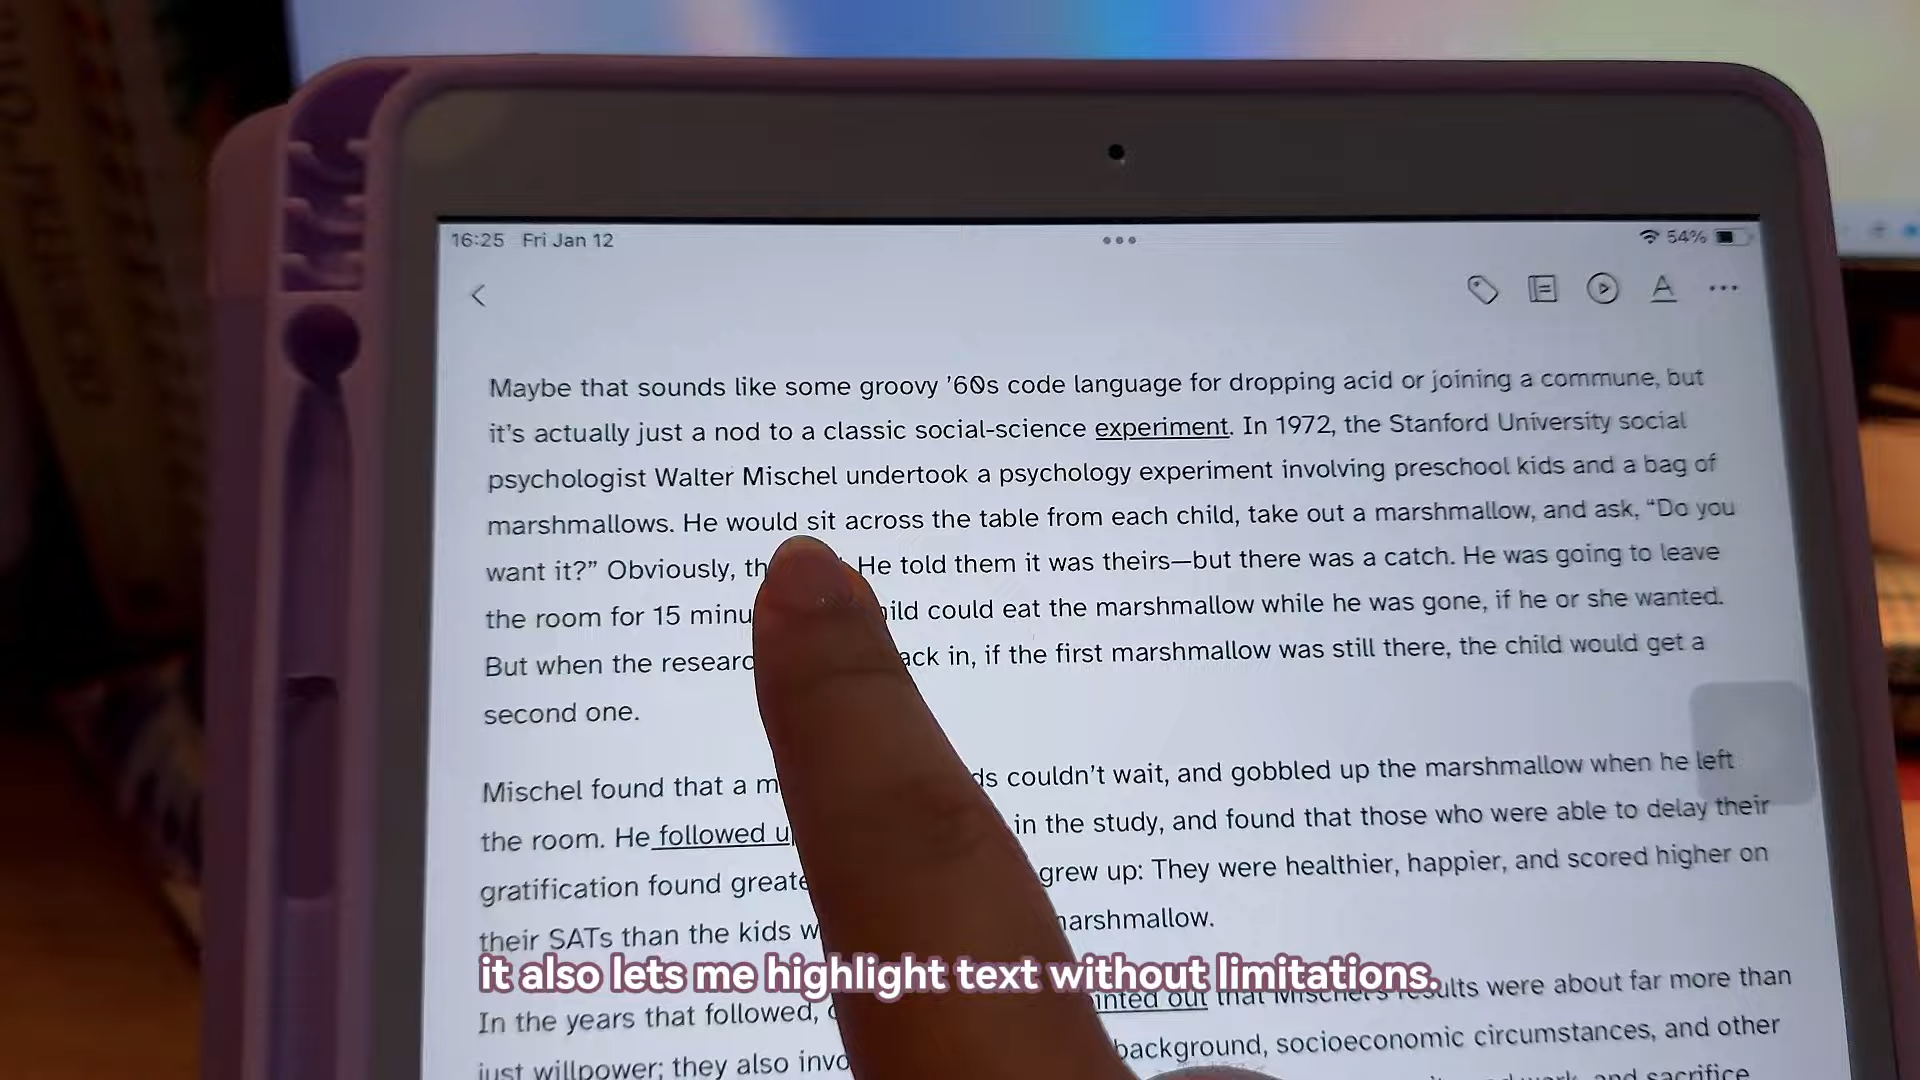 16:25 Fri Jan 12
54%
Maybe that sounds like some groovy ’60s code language for dropping acid or joining a commune, but
it’s actually just a nod to a classic social-science experiment. In 1972, the Stanford University social
psychologist Walter Mischel undertook a psychology experiment involving preschool kids and a bag of
marshmallows. He would sit across the table from each child, take out a marshmallow, and ask, “Do you
want it?” Obviously, th He told them it was theirs—but there was a catch. He was going to leave
the room for 15 minu ild could eat the marshmallow while he was gone, if he or she wanted.
But when the researc ack in, if the first marshmallow was still there, the child would get a
second one.
Mischel found that a m ds couldn’t wait, and gobbled up the marshmallow when he left
the room. He followed u in the study, and found that those who were able to delay their
gratification found greate grew up: They were healthier, happier, and scored higher on
their SATs than the kids w marshmallow.
it also lets me highlight text without limitations.
In the years that followed, inted out that Mischel’s results were about far more than
just willpower; they also invo background, socioeconomic circumstances, and other
and sacrifice